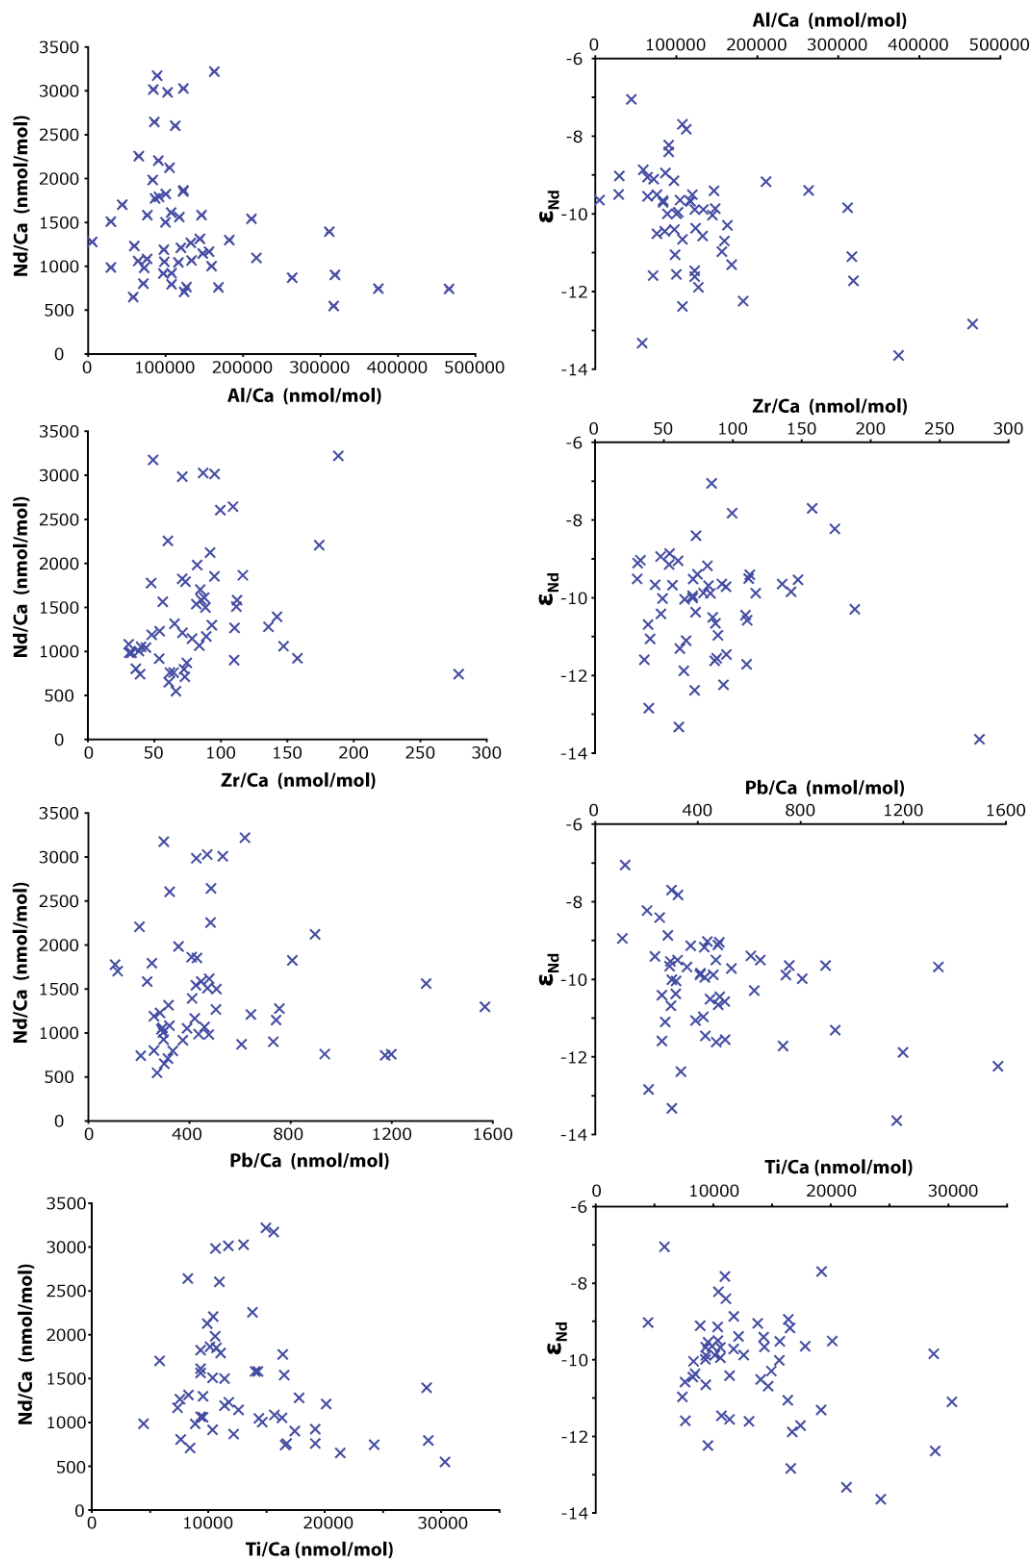 Al/Ca (nmol/mol)
0 100000 200000 300000 400000 500000
3500
3000
2500
2000
1500
1000
500
0
Nd/Ca (nmol/mol)
0 100000 200000 300000 400000 500000
Al/Ca (nmol/mol)
-6
-8
-10
-12
-14
εNd
Zr/Ca (nmol/mol)
0 50 100 150 200 250 300
3500
3000
2500
2000
1500
1000
500
0
Nd/Ca (nmol/mol)
0 50 100 150 200 250 300
Zr/Ca (nmol/mol)
-6
-8
-10
-12
-14
εNd
Pb/Ca (nmol/mol)
0 400 800 1200 1600
3500
3000
2500
2000
1500
1000
500
0
Nd/Ca (nmol/mol)
0 400 800 1200 1600
Pb/Ca (nmol/mol)
-6
-8
-10
-12
-14
εNd
Ti/Ca (nmol/mol)
0 10000 20000 30000
3500
3000
2500
2000
1500
1000
500
0
Nd/Ca (nmol/mol)
0 10000 20000 30000
Ti/Ca (nmol/mol)
-6
-8
-10
-12
-14
εNd